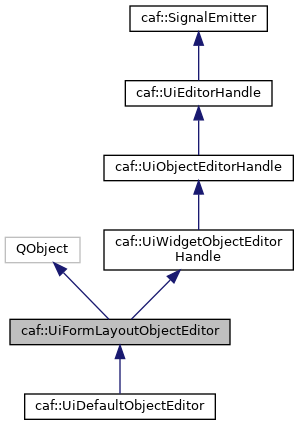 caf::SignalEmitter
caf::UiEditorHandle
caf::UiObjectEditorHandle
caf::UiWidgetObjectEditor
Handle
QObject
caf::UiFormLayoutObjectEditor
caf::UiDefaultObjectEditor